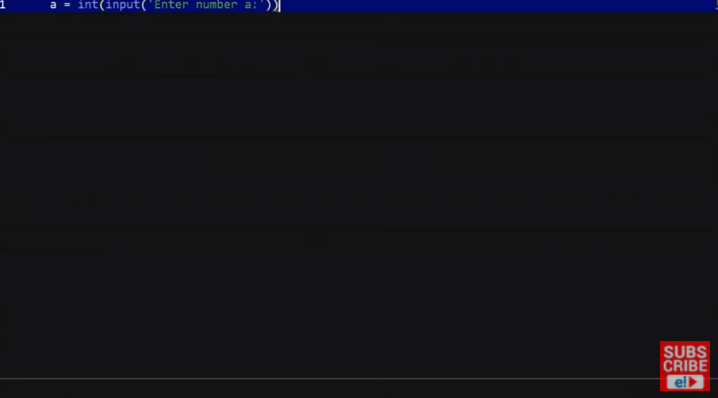 1 a = int(input('Enter number a:'))
SUBS
CRIBE
e!